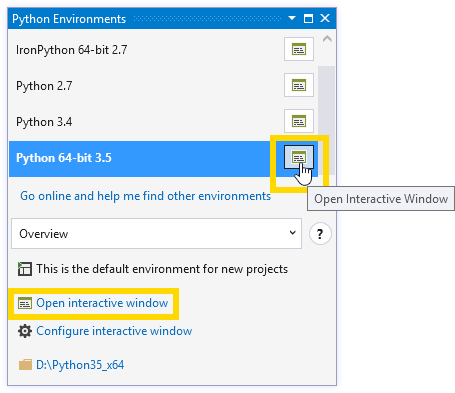 Python Environments
IronPython 64-bit 2.7
Python 2.7
Python 3.4
Python 64-bit 3.5
Go online and help me find other environments
Open Interactive Window
Overview
?
This is the default environment for new projects
Open interactive window
Configure interactive window
D:\Python35_x64